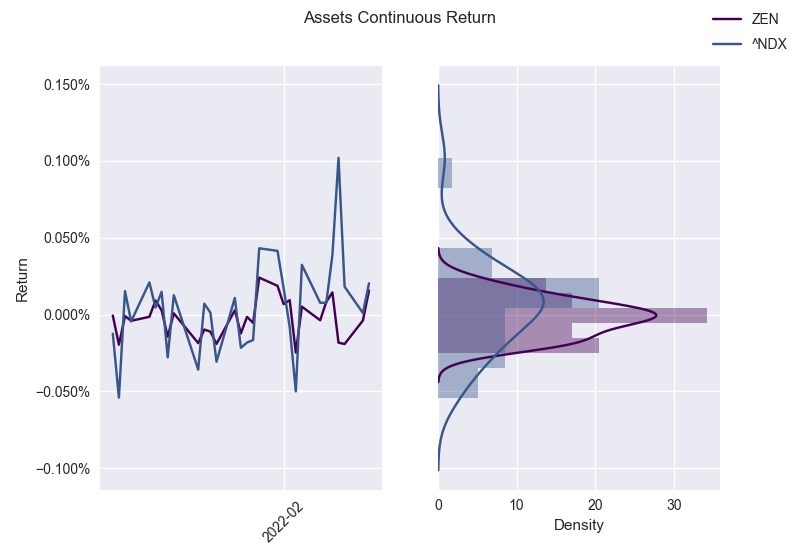 Assets Continuous Return
ZEN
^NDX
0.150%
0.100%
0.050%
0.000%
−0.050%
−0.100%
Return
2022-02
0
10
20
30
Density